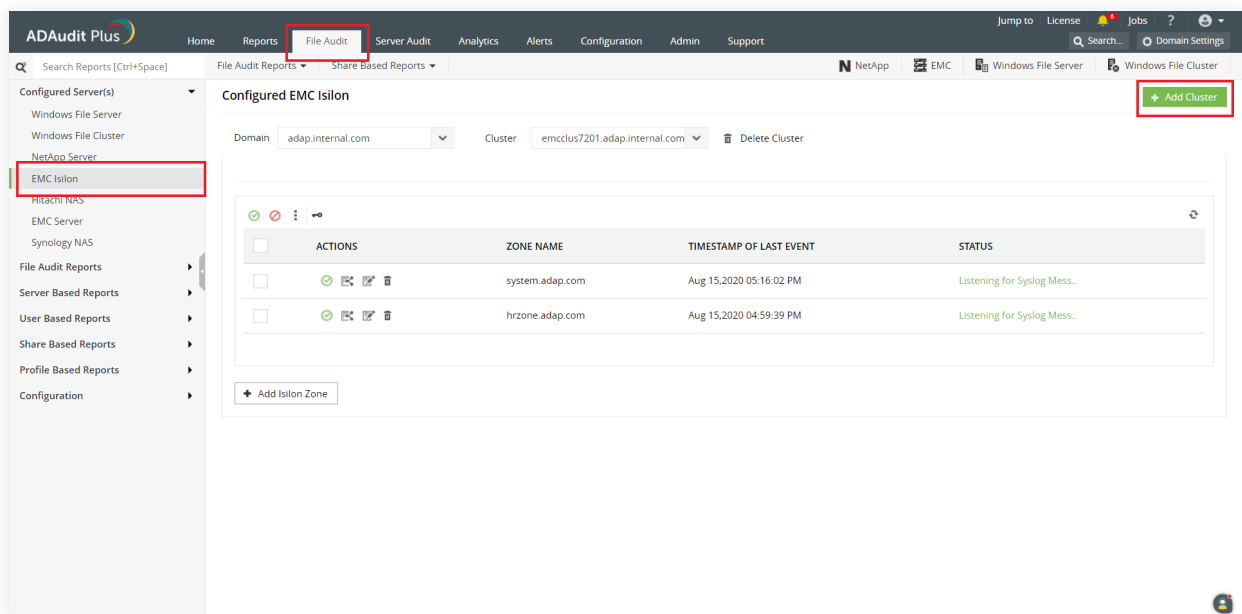 ADAudit Plus
Jump to License 6 Jobs ?
Home Reports File Audit Server Audit Analytics Alerts Configuration Admin Support
Search... Domain Settings
Search Reports [Ctrl+Space]
File Audit Reports Share Based Reports
NetApp EMC Windows File Server Windows File Cluster
Configured Server(s)
Windows File Server
Windows File Cluster
NetApp Server
EMC Isilon
Hitachi NAS
EMC Server
Synology NAS
File Audit Reports
Server Based Reports
User Based Reports
Share Based Reports
Profile Based Reports
Configuration
Configured EMC Isilon
+ Add Cluster
Domain adap.internal.com Cluster emcclus7201.adap.internal.com Delete Cluster
ACTIONS ZONE NAME TIMESTAMP OF LAST EVENT STATUS
system.adap.com Aug 15,2020 05:16:02 PM Listening for Syslog Mess..
hrzone.adap.com Aug 15,2020 04:59:39 PM Listening for Syslog Mess..
+ Add Isilon Zone